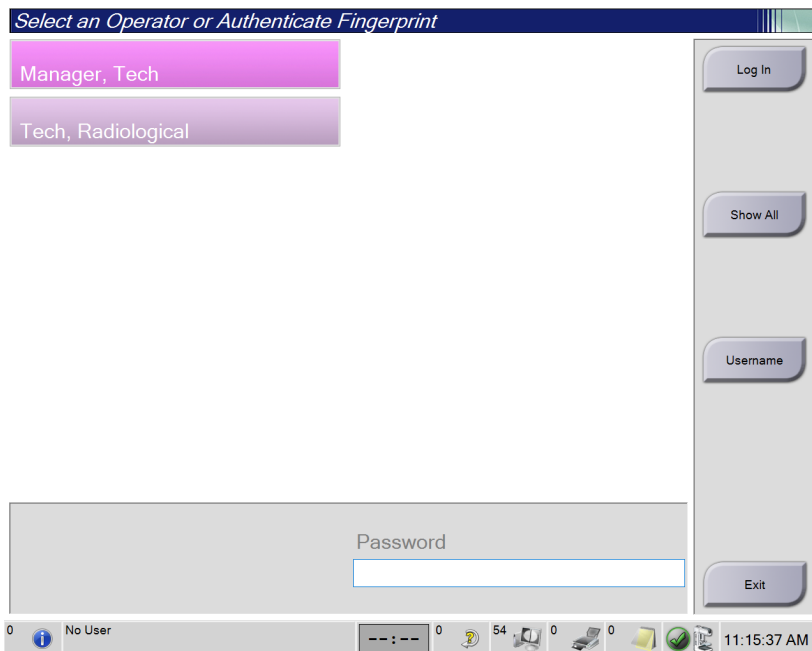 Select an Operator or Authenticate Fingerprint
Manager, Tech
Log In
Tech, Radiological
Show All
Username
Password
Exit
0
No User
--:--
0
54
0
0
11:15:37 AM